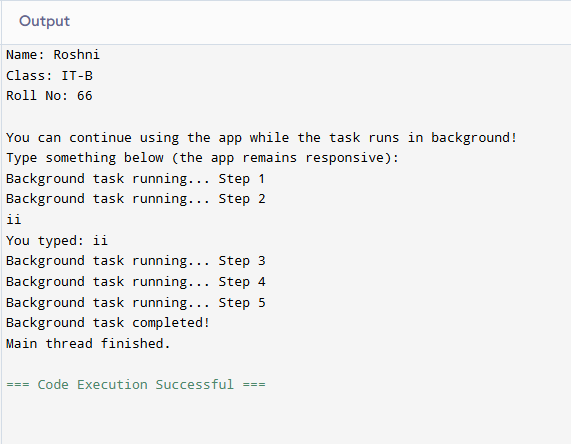 Output
Name: Roshni
Class: IT-B
Roll No: 66
You can continue using the app while the task runs in background!
Type something below (the app remains responsive):
Background task running... Step 1
Background task running... Step 2
ii
You typed: ii
Background task running... Step 3
Background task running... Step 4
Background task running... Step 5
Background task completed!
Main thread finished.
=== Code Execution Successful ===